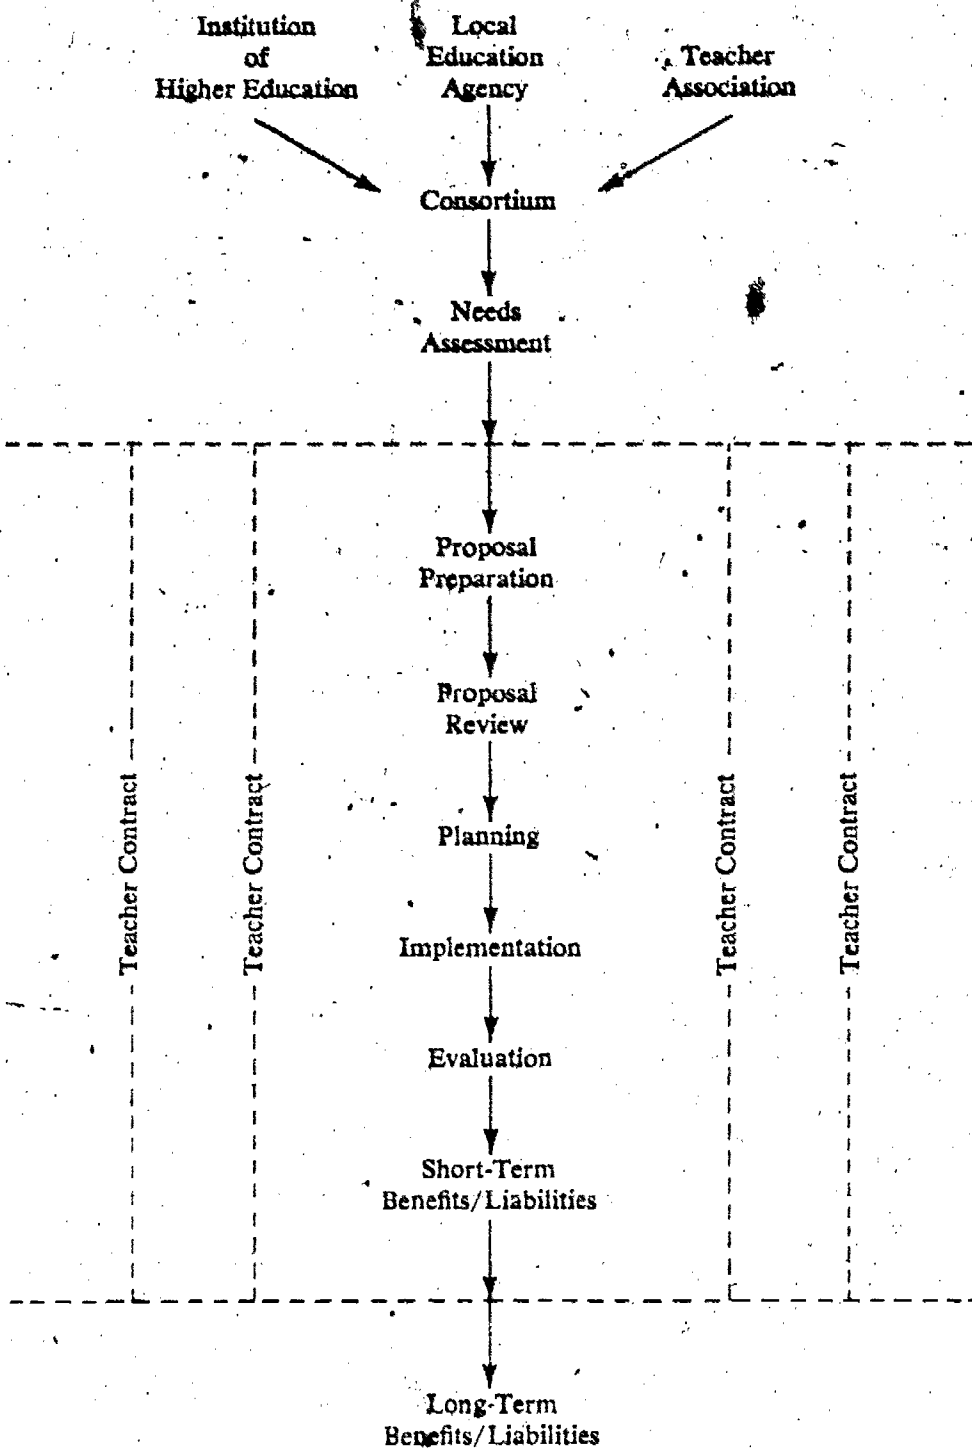 Institution
of
Higher Education
Local
Education
Agency
Teacher
Association
Consortium
Needs
Assessment
Proposal
Preparation
Proposal
Review
Planning
Implementation
Evaluation
Short-Term
Benefits/Liabilities
Teacher Contract
Teacher Contract
Teacher Contract
Teacher Contract
Long-Term
Benefits/Liabilities